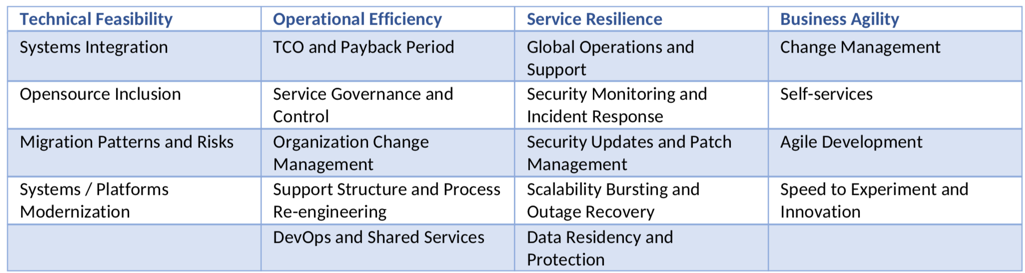 Technical Feasibility Operational Efficiency Service Resilience Business Agility
Systems Integration TCO and Payback Period Global Operations and Change Management
Support
Opensource Inclusion Service Governance and Security Monitoring and Self-services
Control Incident Response
Migration Patterns and Risks Organization Change Security Updates and Patch Agile Development
Management Management
Systems / Platforms Support Structure and Process Scalability Bursting and Speed to Experiment and
Modernization Re-engineering Outage Recovery Innovation
DevOps and Shared Services Data Residency and
Protection